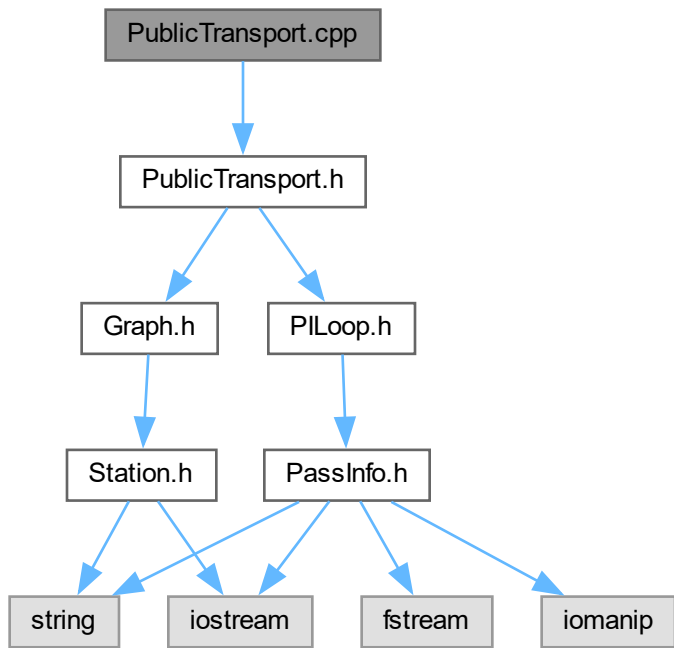 PublicTransport.cpp
PublicTransport.h
Graph.h
PILoop.h
Station.h
PassInfo.h
string
iostream
fstream
iomanip